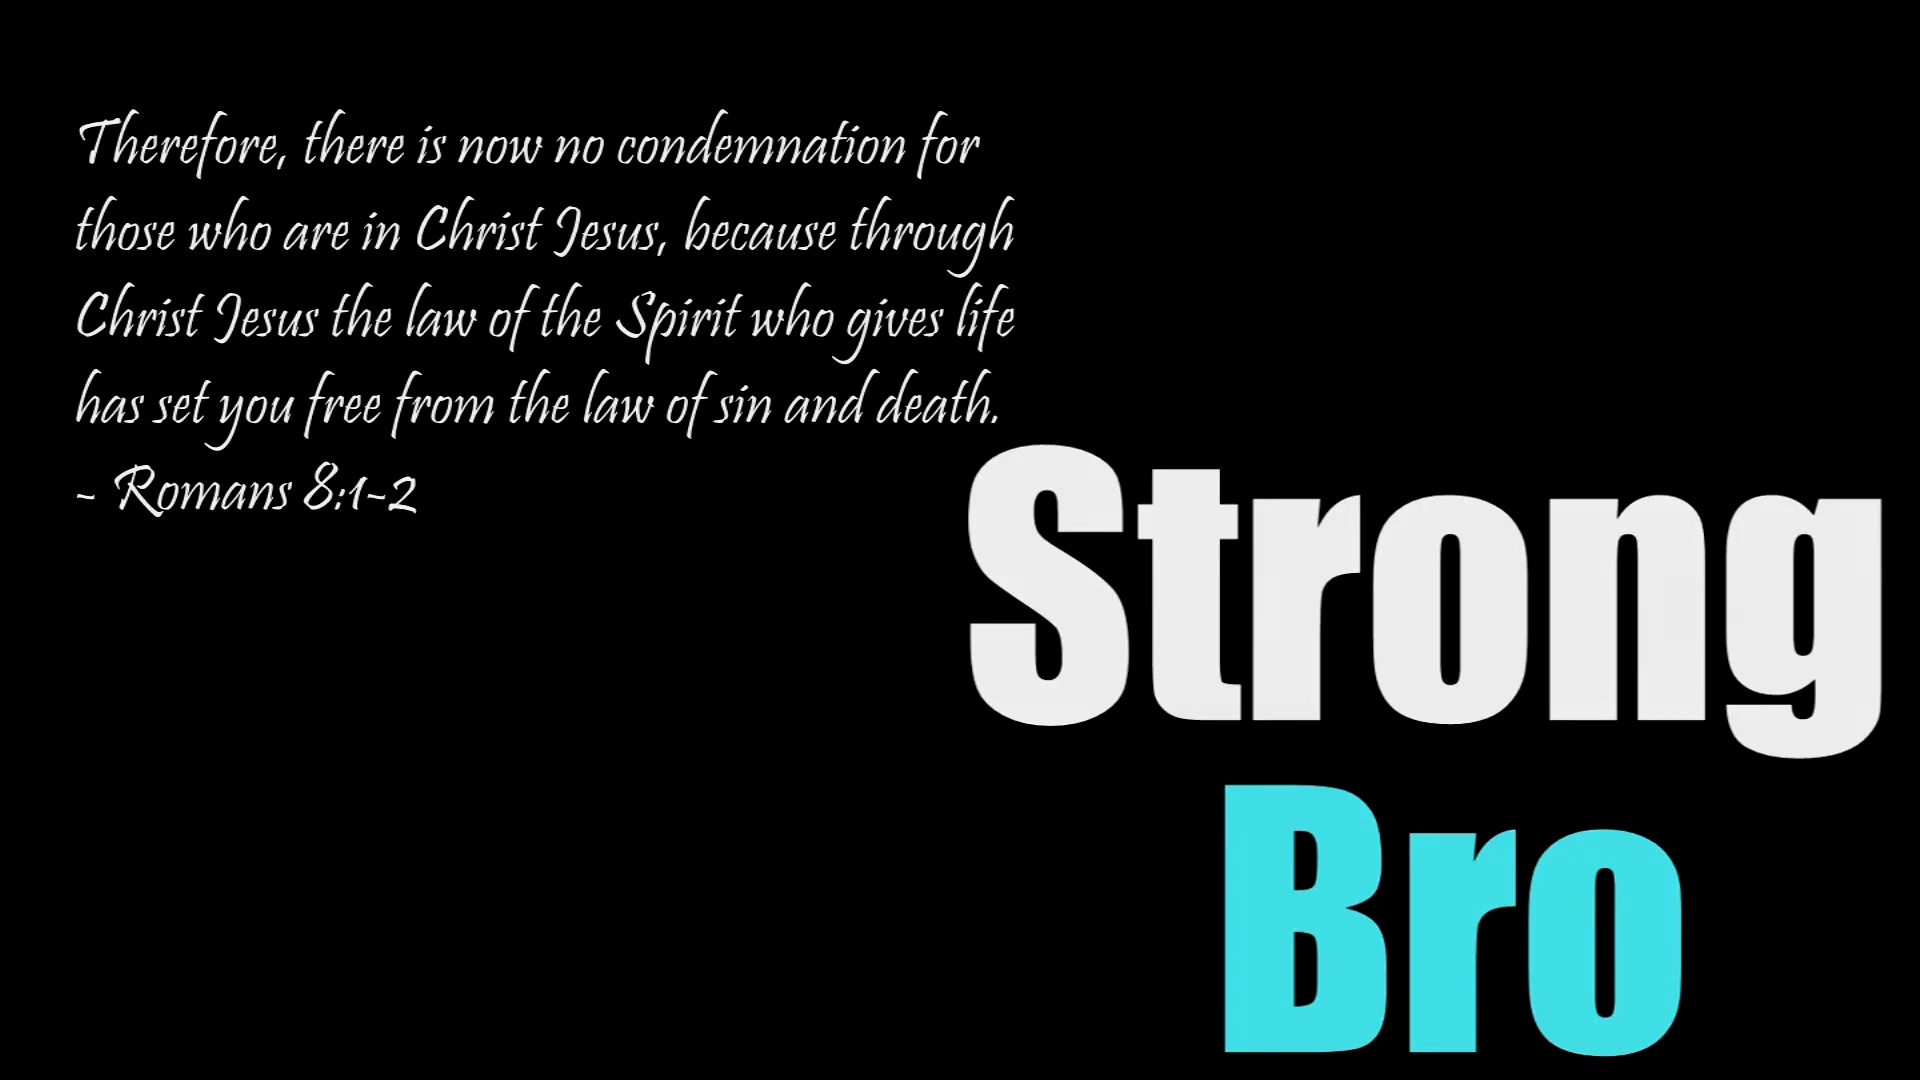 Therefore, there is now no condemnation for
those who are in Christ Jesus, because through
Christ Jesus the law of the Spirit who gives life
has set you free from the law of sin and death.
- Romans 8:1-2
Strong
Bro